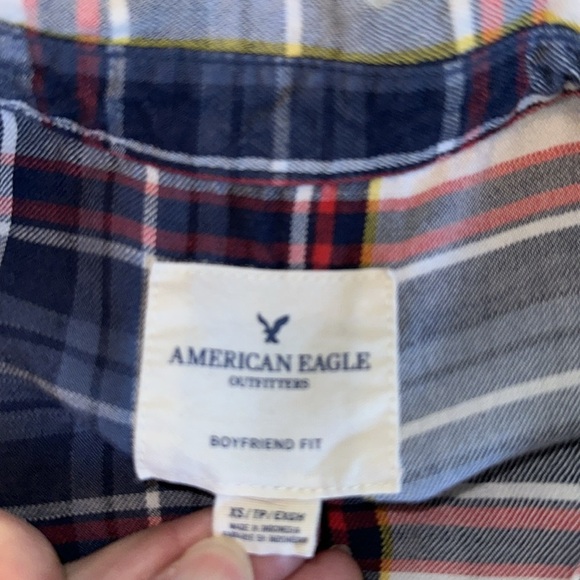 AMERICAN EAGLE
OUTFITTERS
BOYFRIEND FIT
XS/TP/EXCH
MADE IN INDONESIA